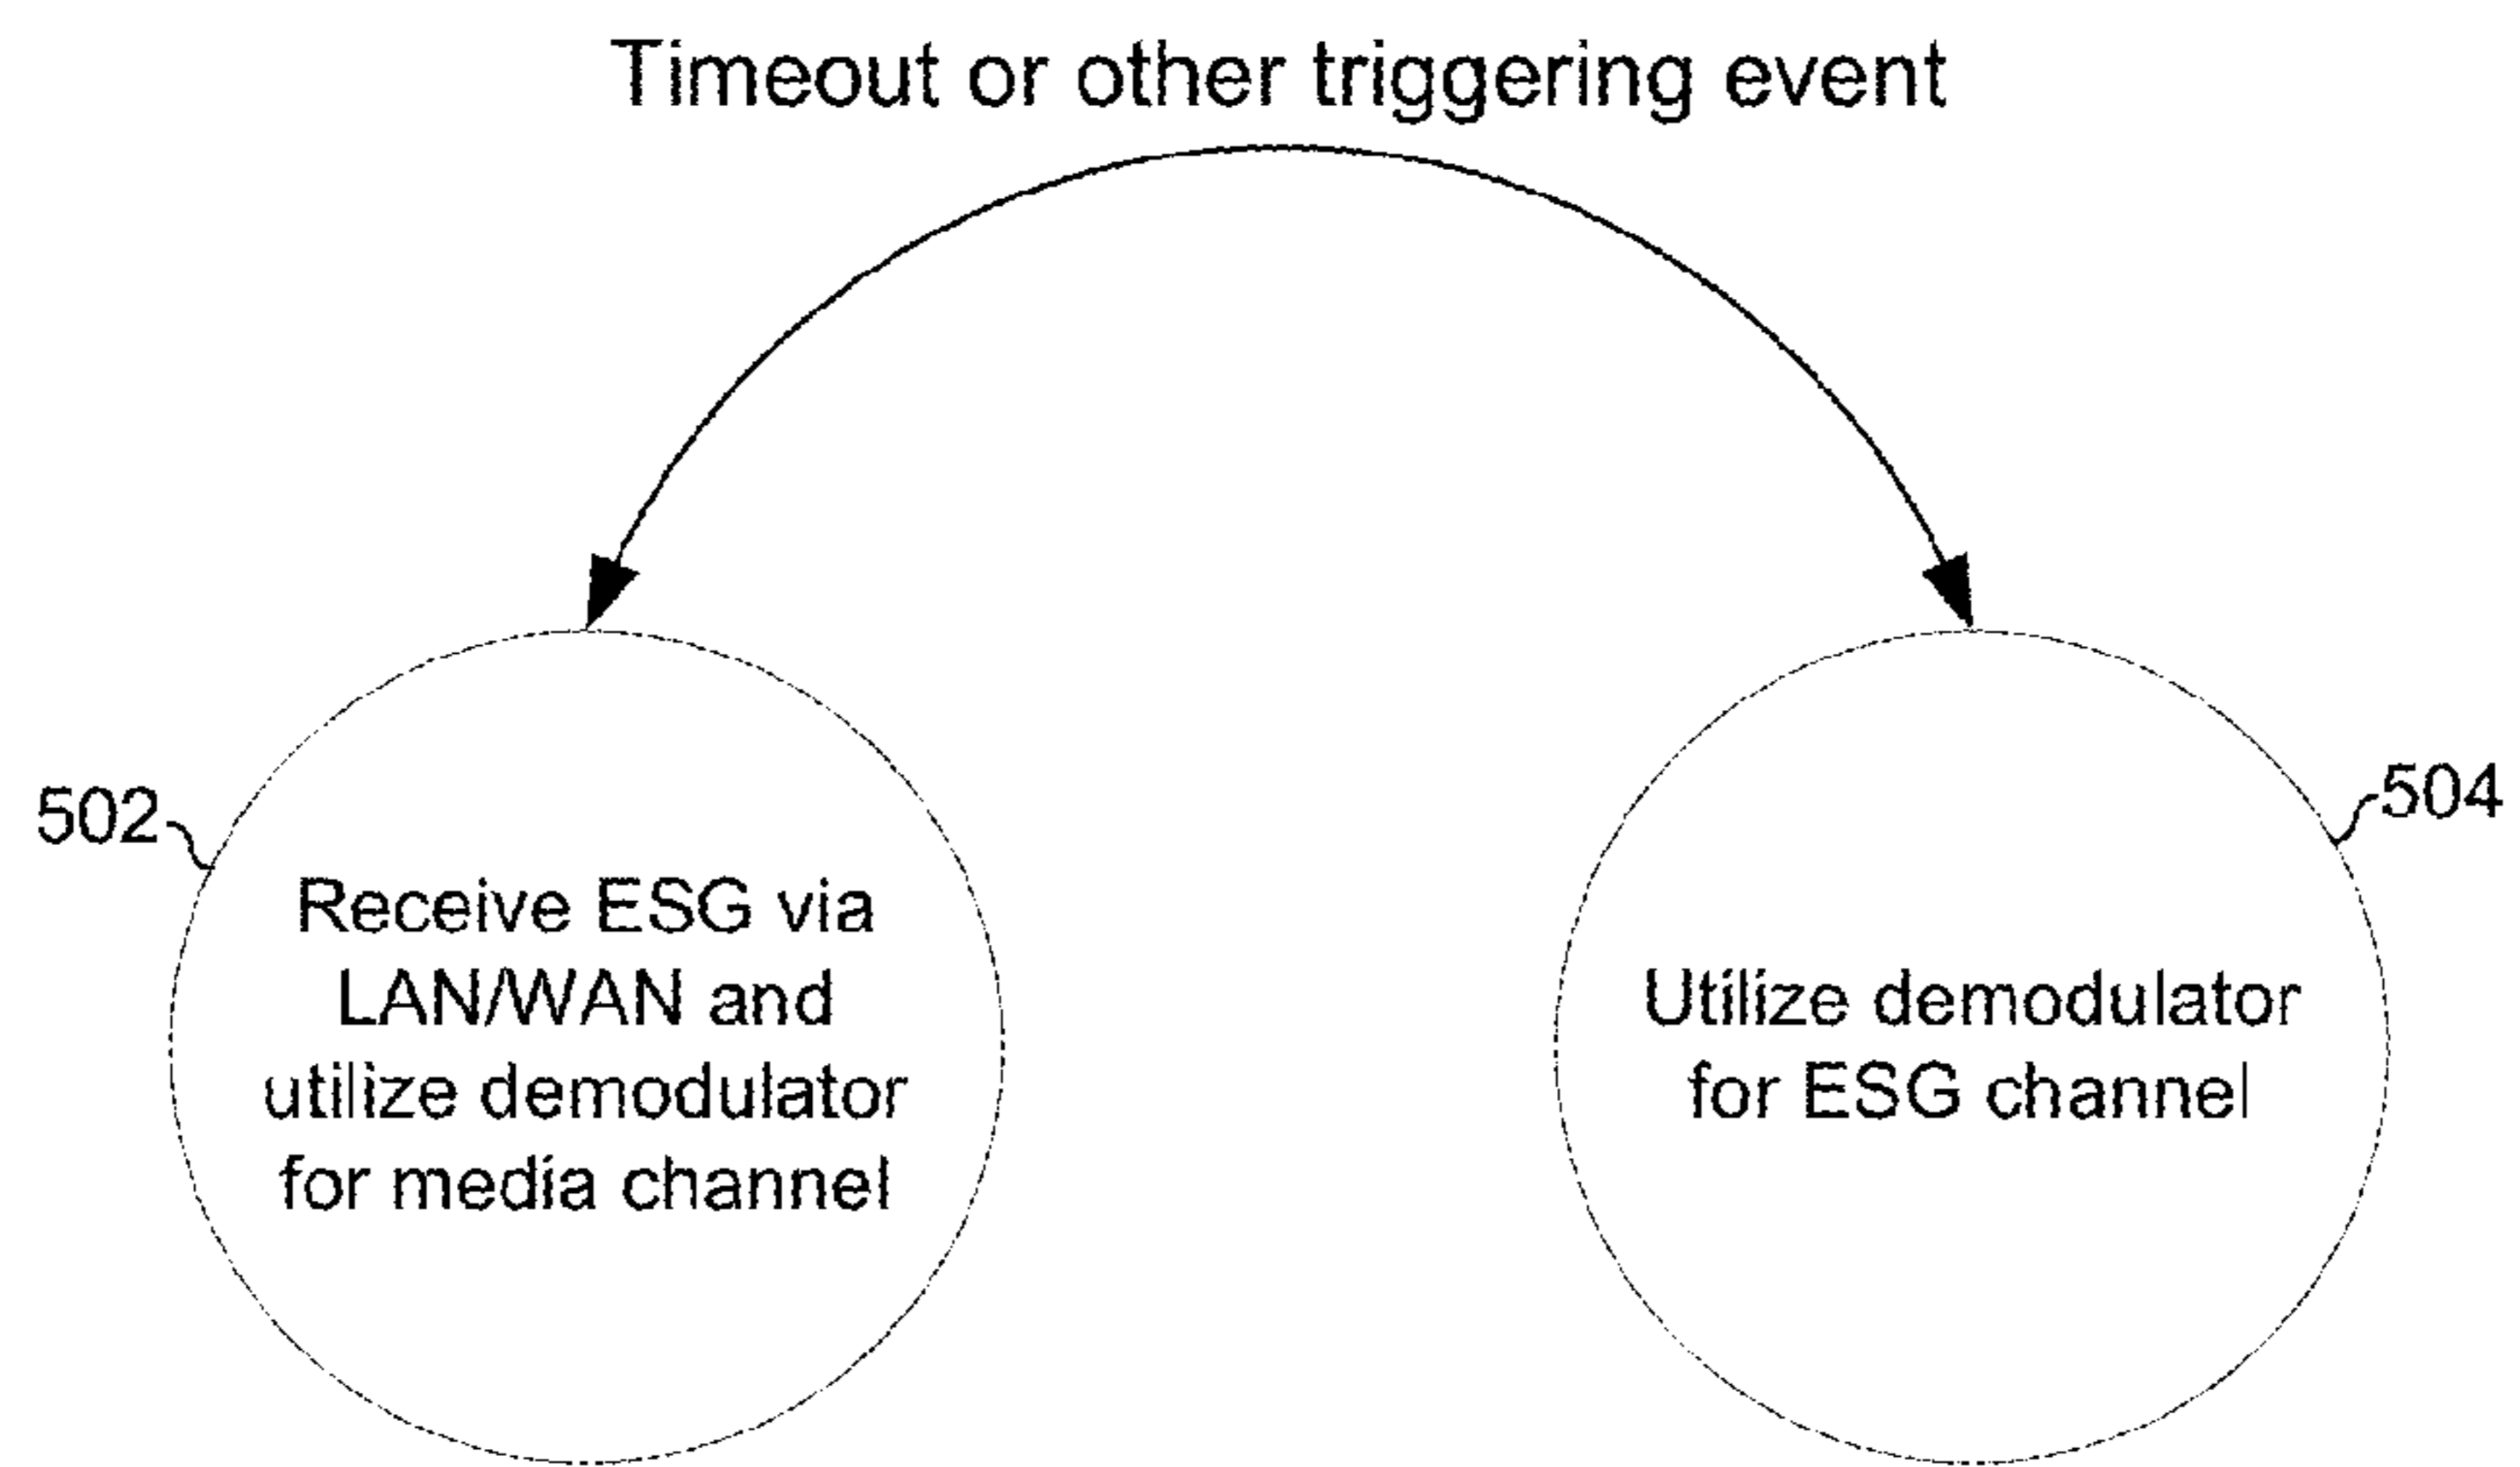 Timeout or other triggering event
502
504
Receive ESG via
LAN/WAN and
utilize demodulator
for media channel
Utilize demodulator
for ESG channel